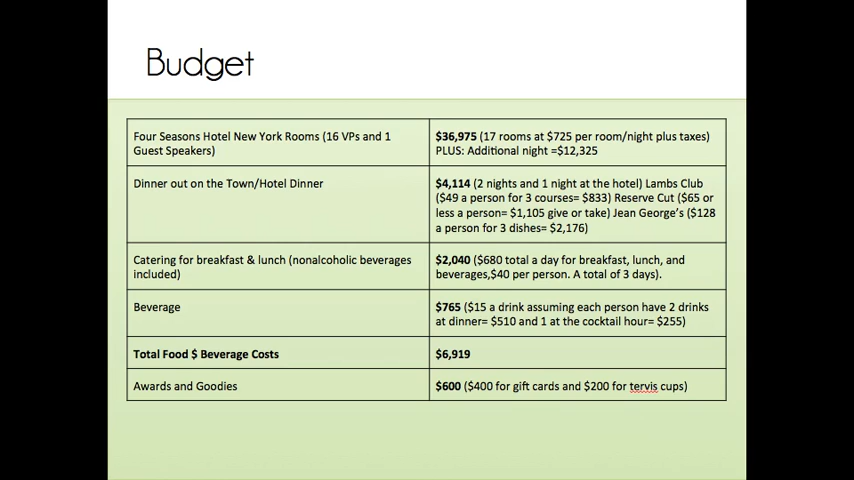 Budget
Four Seasons Hotel New York Rooms (16 VPs and 1
Guest Speakers)
$36,975 (17 rooms at $725 per room/night plus taxes)
PLUS: Additional night =$12,325
Dinner out on the Town/Hotel Dinner
$4,114 (2 nights and 1 night at the hotel) Lambs Club
($49 a person for 3 courses= $833) Reserve Cut ($65 or
less a person= $1,105 give or take) Jean George's ($128
a person for 3 dishes= $2,176)
Catering for breakfast & lunch (nonalcoholic beverages
included)
$2,040 ($680 total a day for breakfast, lunch, and
beverages,$40 per person. A total of 3 days).
Beverage
$765 ($15 a drink assuming each person have 2 drinks
at dinner= $510 and 1 at the cocktail hour= $255)
Total Food $ Beverage Costs
$6,919
Awards and Goodies
$600 ($400 for gift cards and $200 for tervis cups)